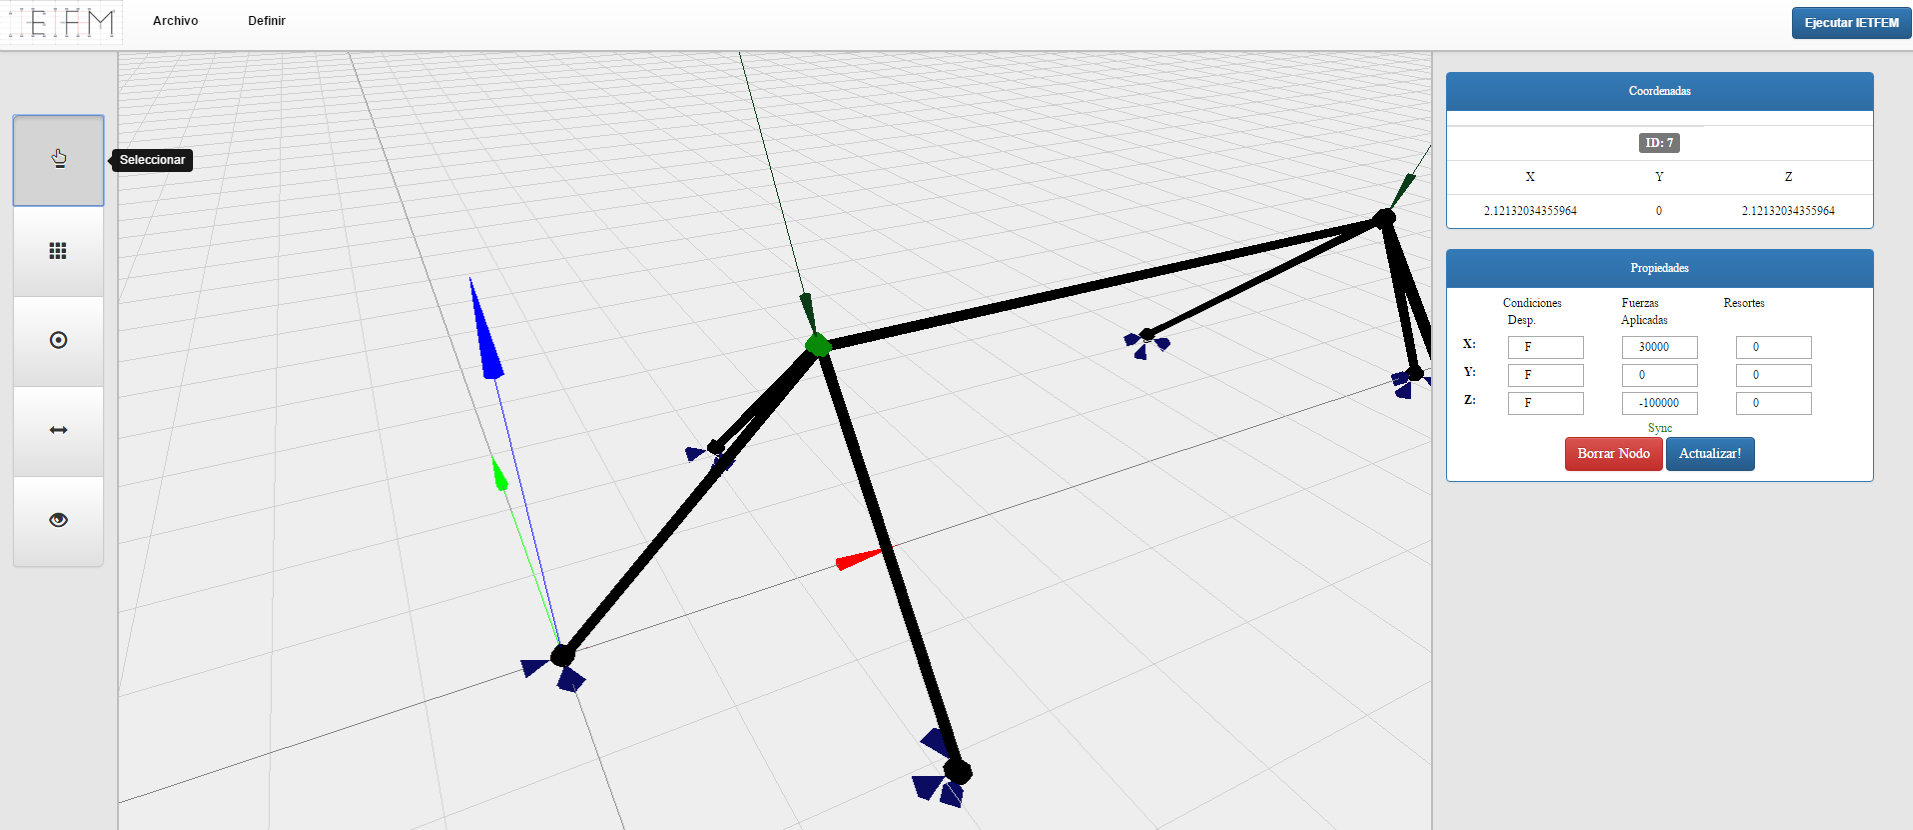 IEFM
Archivo
Definir
Ejecutar IETFEM
Seleccionar
Coordenadas
ID: 7
X Y Z
2.12132034355964 0 2.12132034355964
Propiedades
Condiciones Desp. Fuerzas Aplicadas Resortes
X: F 30000 0
Y: F 0 0
Z: F -100000 0
Sync
Borrar Nodo Actualizar!